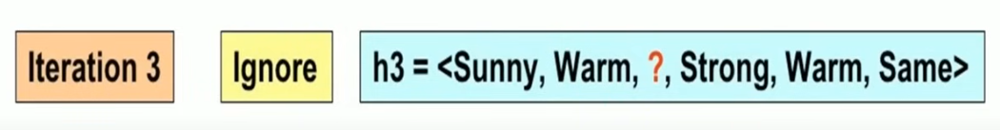 Iteration 3 Ignore h3 = <Sunny, Warm, ?, Strong, Warm, Same>